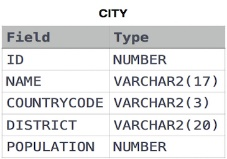 CITY
Field Type
ID NUMBER
NAME VARCHAR2(17)
COUNTRYCODE VARCHAR2(3)
DISTRICT VARCHAR2(20)
POPULATION NUMBER